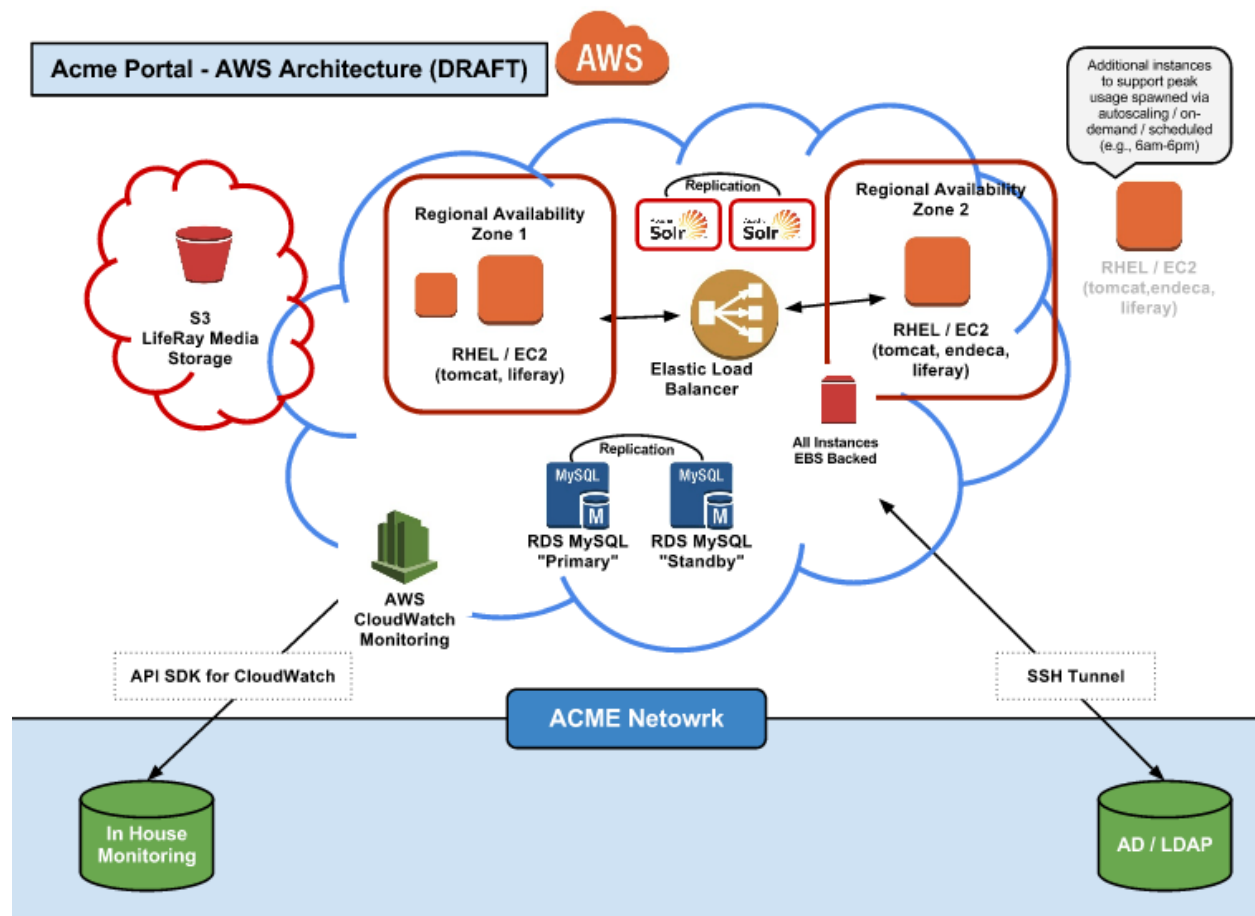 Acme Portal - AWS Architecture (DRAFT)
AWS
Additional instances
to support peak
usage spawned via
autoscaling / on-
demand / scheduled
(e.g., 6am-6pm)
RHEL / EC2
(tomcat,endeca,
liferay)
S3
LifeRay Media
Storage
Regional Availability
Zone 1
RHEL / EC2
(tomcat, liferay)
Replication
Solr
Solr
Elastic Load
Balancer
Regional Availability
Zone 2
RHEL / EC2
(tomcat, endeca,
liferay)
All Instances
EBS Backed
Replication
MySQL
M
RDS MySQL
"Primary"
MySQL
M
RDS MySQL
"Standby"
AWS
CloudWatch
Monitoring
API SDK for CloudWatch
SSH Tunnel
ACME Netowrk
In House
Monitoring
AD / LDAP